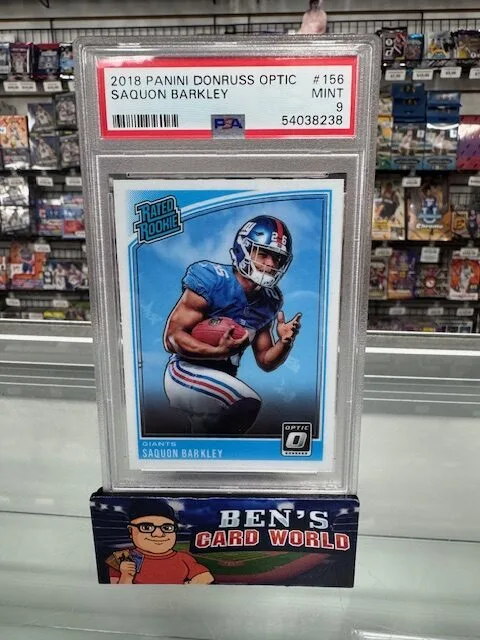 2018 PANINI DONRUSS OPTIC #156
SAQUON BARKLEY MINT
9
PSA 54038238
RATED
ROOKIE
26
OPTIC
GIANTS
SAQUON BARKLEY
BEN'S
CARD WORLD